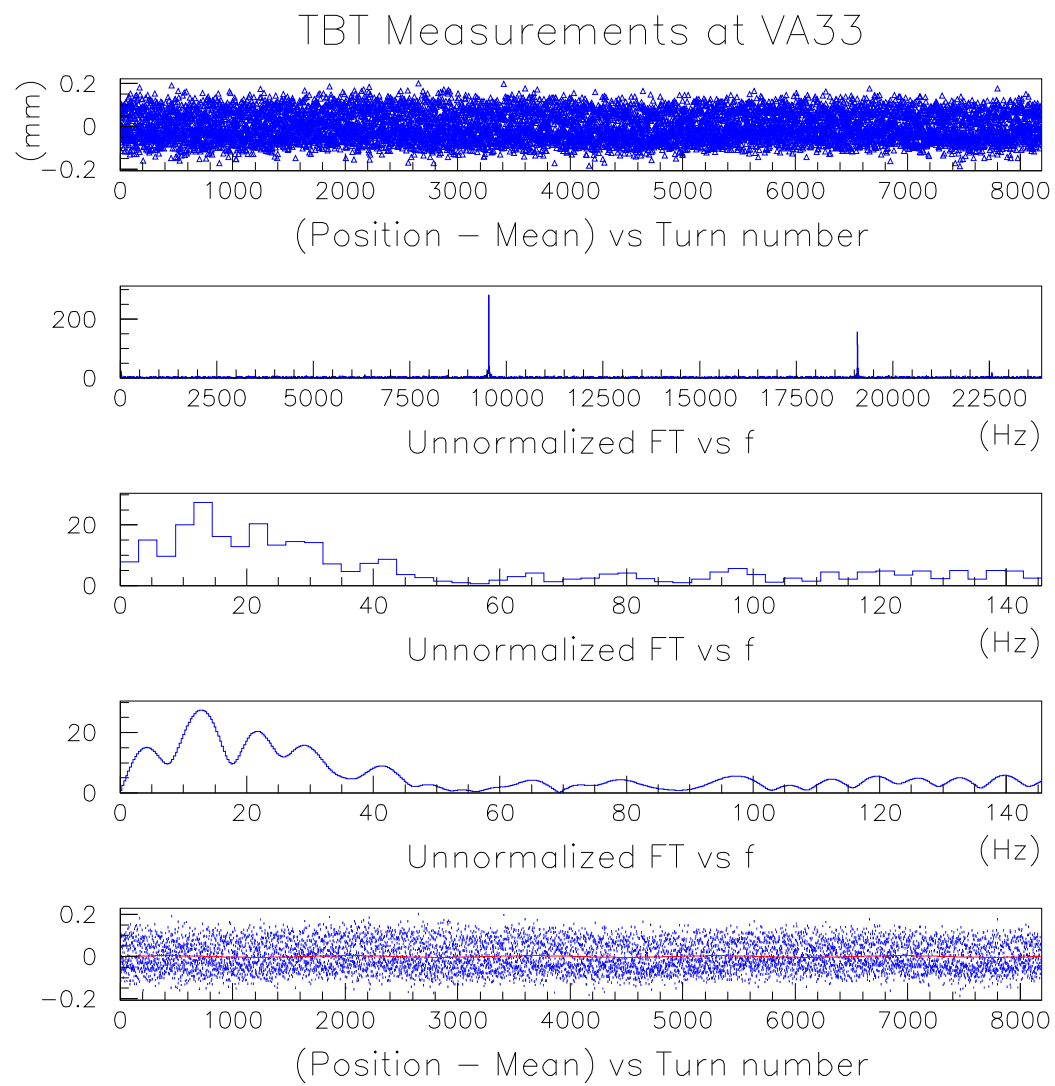 TBT Measurements at VA33
(mm)
0.2
0
−0.2
0 1000 2000 3000 4000 5000 6000 7000 8000
(Position − Mean) vs Turn number
200
0
0 2500 5000 7500 10000 12500 15000 17500 20000 22500
Unnormalized FT vs f
(Hz)
20
0
0 20 40 60 80 100 120 140
Unnormalized FT vs f
(Hz)
20
0
0 20 40 60 80 100 120 140
Unnormalized FT vs f
(Hz)
0.2
0
−0.2
0 1000 2000 3000 4000 5000 6000 7000 8000
(Position − Mean) vs Turn number